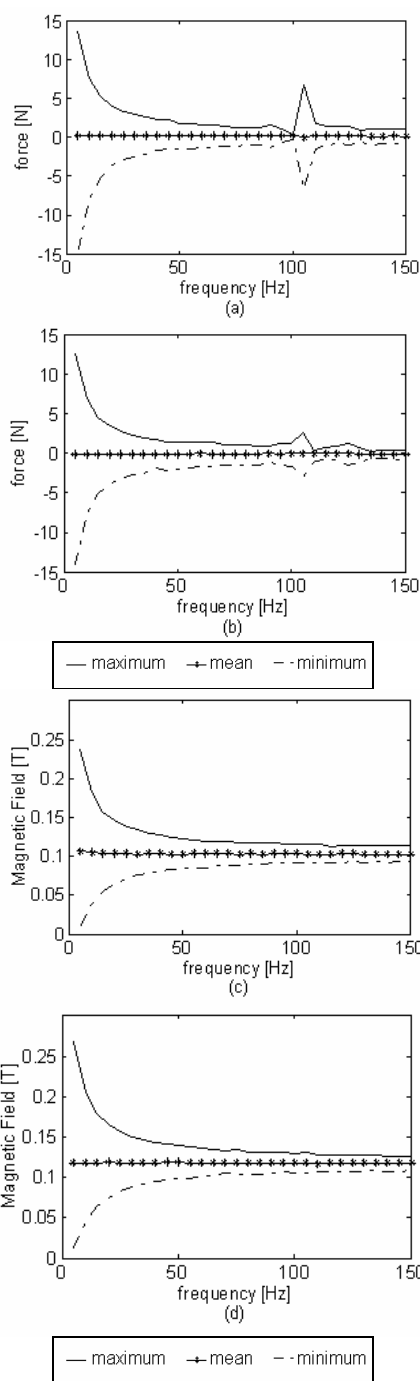 15
10
5
0
-5
-10
-15
force [N]
0 50 100 150
frequency [Hz]
(a)
15
10
5
0
-5
-10
-15
force [N]
0 50 100 150
frequency [Hz]
(b)
maximum mean minimum
0.25
0.2
0.15
0.1
0.05
0
Magnetic Field [T]
0 50 100 150
frequency [Hz]
(c)
0.25
0.2
0.15
0.1
0.05
0
Magnetic Field [T]
0 50 100 150
frequency [Hz]
(d)
maximum mean minimum